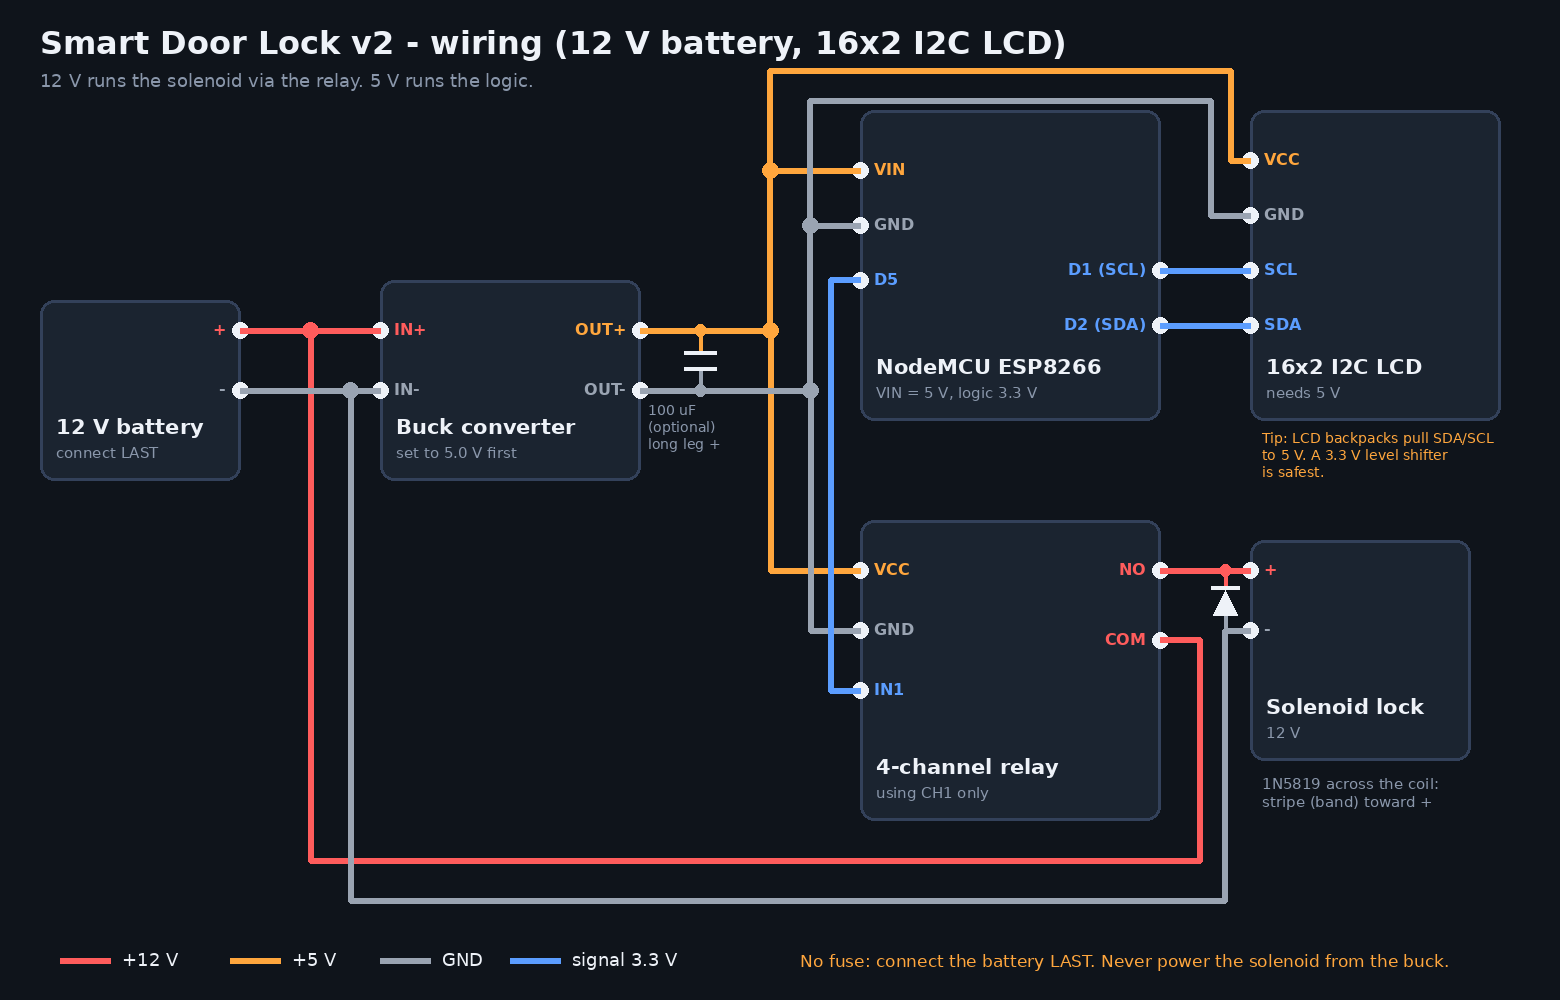 Smart Door Lock v2 - wiring (12 V battery, 16x2 I2C LCD)
12 V runs the solenoid via the relay. 5 V runs the logic.
+
-
12 V battery
connect LAST
IN+
IN-
OUT+
OUT-
Buck converter
set to 5.0 V first
100 uF
(optional)
long leg +
VIN
GND
D5
D1 (SCL)
D2 (SDA)
NodeMCU ESP8266
VIN = 5 V, logic 3.3 V
VCC
GND
SCL
SDA
16x2 I2C LCD
needs 5 V
Tip: LCD backpacks pull SDA/SCL
to 5 V. A 3.3 V level shifter
is safest.
VCC
GND
IN1
NO
COM
4-channel relay
using CH1 only
+
-
Solenoid lock
12 V
1N5819 across the coil:
stripe (band) toward +
+12 V
+5 V
GND
signal 3.3 V
No fuse: connect the battery LAST. Never power the solenoid from the buck.